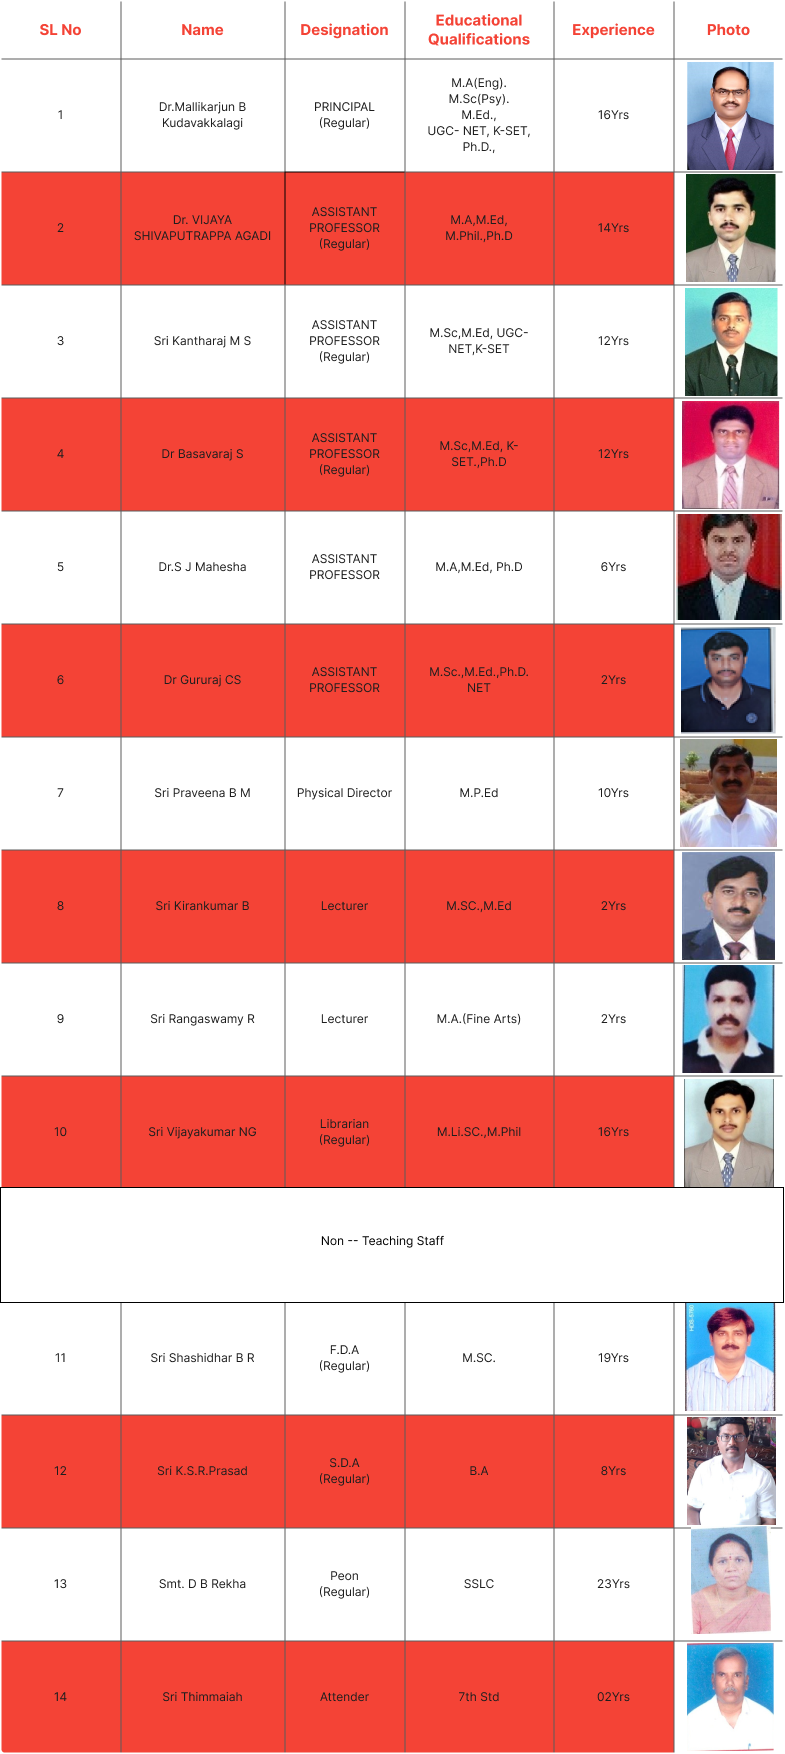 SL No
Name
Designation
Educational
Qualifications
Experience
Photo
1
Dr.Mallikarjun B
Kudavakkalagi
PRINCIPAL
(Regular)
M.A(Eng).
M.Sc(Psy).
M.Ed.,
UGC- NET, K-SET,
Ph.D.,
16Yrs
2
Dr. VIJAYA
SHIVAPUTRAPPA AGADI
ASSISTANT
PROFESSOR
(Regular)
M.A,M.Ed,
M.Phil.,Ph.D
14Yrs
3
Sri Kantharaj M S
ASSISTANT
PROFESSOR
(Regular)
M.Sc,M.Ed, UGC-
NET,K-SET
12Yrs
4
Dr Basavaraj S
ASSISTANT
PROFESSOR
(Regular)
M.Sc,M.Ed, K-
SET.,Ph.D
12Yrs
5
Dr.S J Mahesha
ASSISTANT
PROFESSOR
M.A,M.Ed, Ph.D
6Yrs
6
Dr Gururaj CS
ASSISTANT
PROFESSOR
M.Sc.,M.Ed.,Ph.D.
NET
2Yrs
7
Sri Praveena B M
Physical Director
M.P.Ed
10Yrs
8
Sri Kirankumar B
Lecturer
M.SC.,M.Ed
2Yrs
9
Sri Rangaswamy R
Lecturer
M.A.(Fine Arts)
2Yrs
10
Sri Vijayakumar NG
Librarian
(Regular)
M.Li.SC.,M.Phil
16Yrs
Non -- Teaching Staff
11
Sri Shashidhar B R
F.D.A
(Regular)
M.SC.
19Yrs
12
Sri K.S.R.Prasad
S.D.A
(Regular)
B.A
8Yrs
13
Smt. D B Rekha
Peon
(Regular)
SSLC
23Yrs
14
Sri Thimmaiah
Attender
7th Std
02Yrs